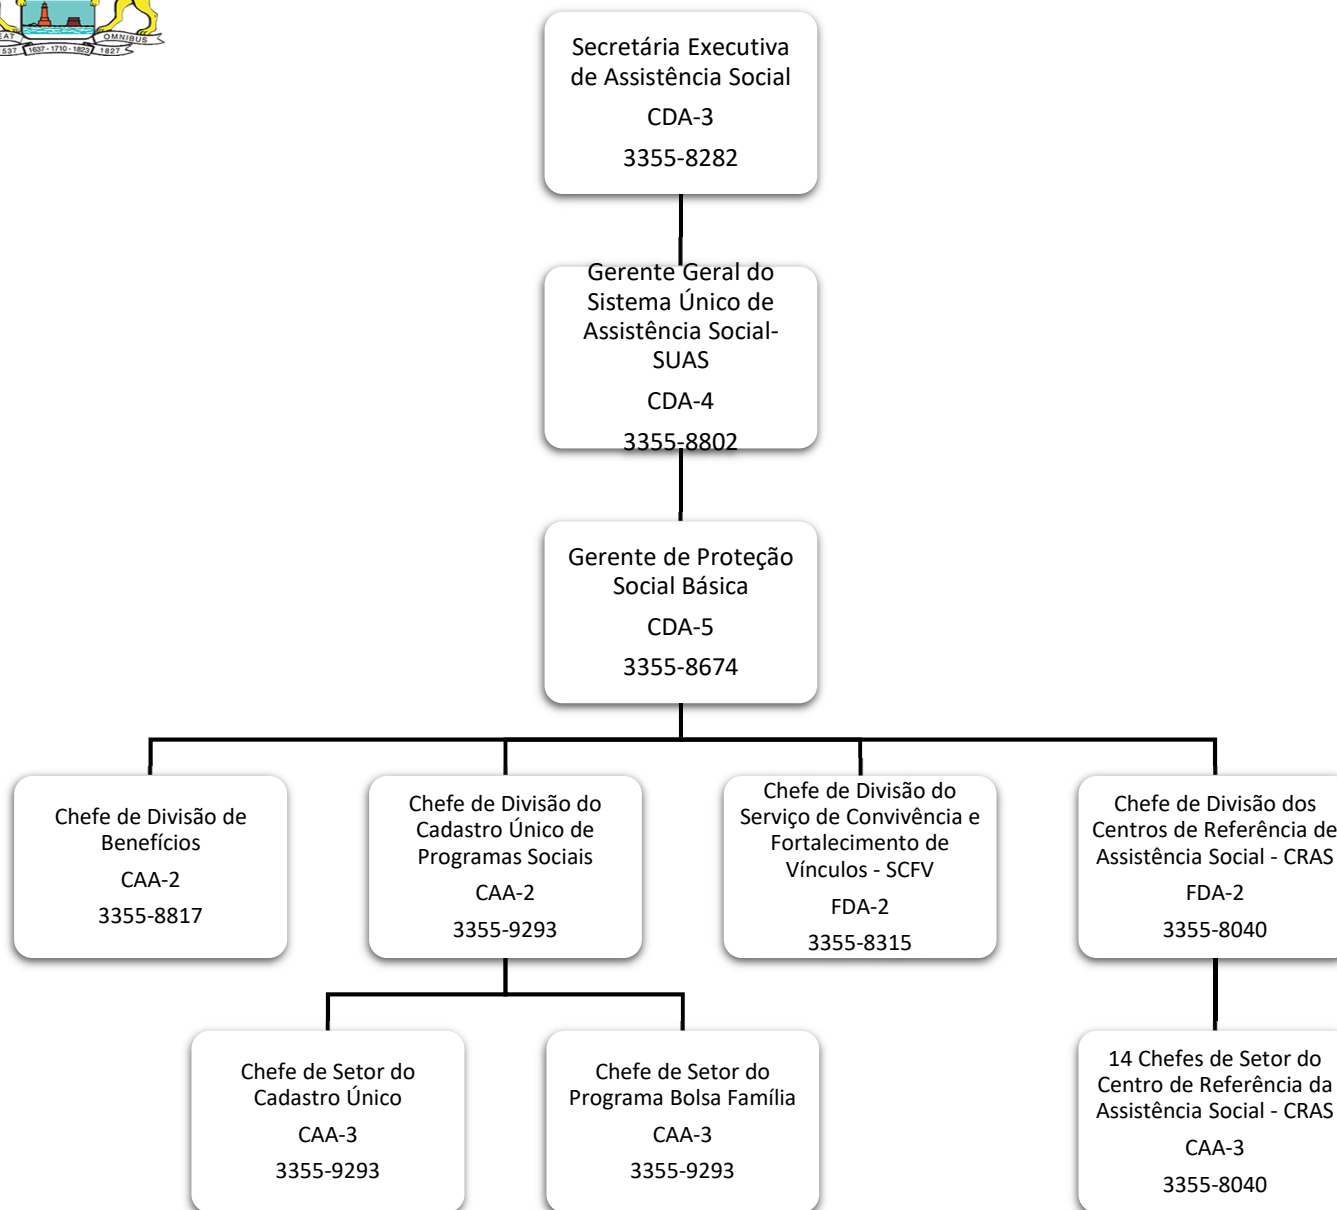 EAT
OMNIBUS
537
1637-1710-1823
1827
Secretária Executiva
de Assistência Social
CDA-3
3355-8282
Gerente Geral do
Sistema Único de
Assistência Social-
SUAS
CDA-4
3355-8802
Gerente de Proteção
Social Básica
CDA-5
3355-8674
Chefe de Divisão de
Benefícios
CAA-2
3355-8817
Chefe de Divisão do
Cadastro Único de
Programas Sociais
CAA-2
3355-9293
Chefe de Divisão do
Serviço de Convivência e
Fortalecimento de
Vínculos - SCFV
FDA-2
3355-8315
Chefe de Divisão dos
Centros de Referência de
Assistência Social - CRAS
FDA-2
3355-8040
Chefe de Setor do
Cadastro Único
CAA-3
3355-9293
Chefe de Setor do
Programa Bolsa Família
CAA-3
3355-9293
14 Chefes de Setor do
Centro de Referência da
Assistência Social - CRAS
CAA-3
3355-8040